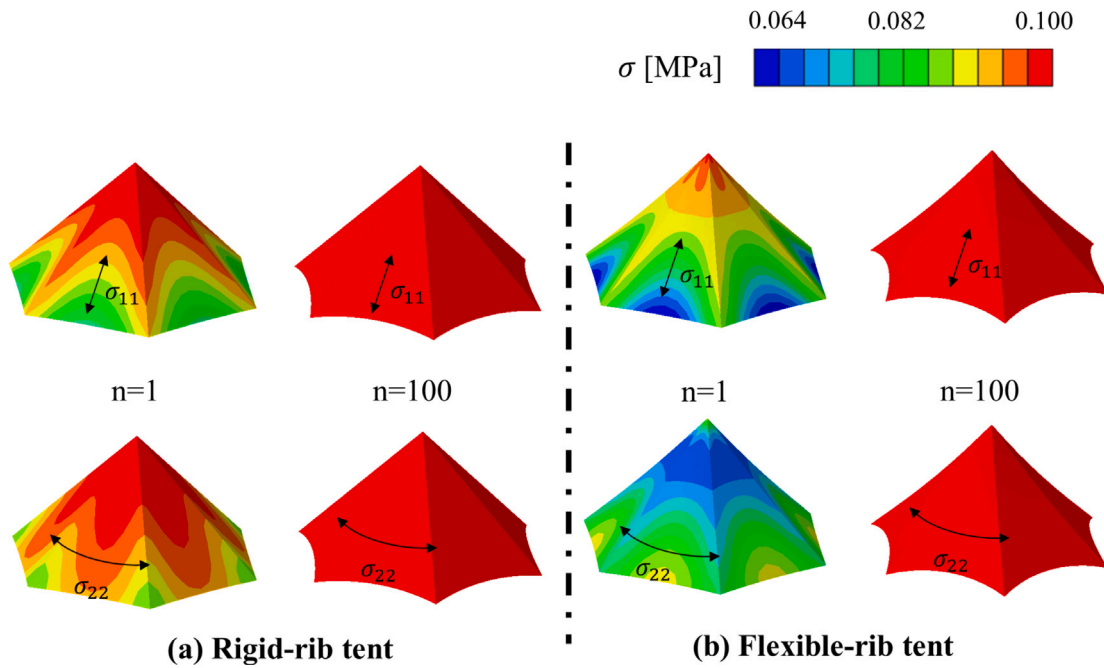 0.064 0.082 0.100
σ [MPa]
σ₁₁ σ₁₁ σ₁₁ σ₁₁
n=1 n=100 n=1 n=100
σ₂₂ σ₂₂ σ₂₂ σ₂₂
(a) Rigid-rib tent (b) Flexible-rib tent